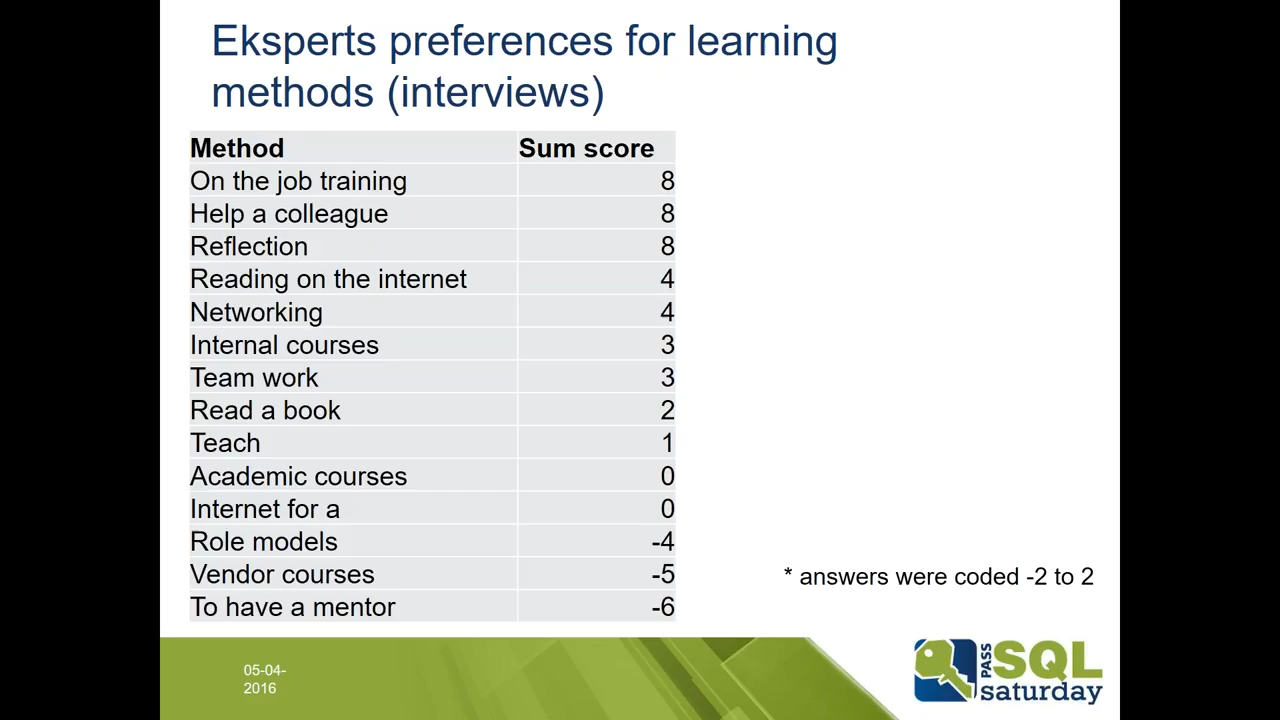 Eksperts preferences for learning
methods (interviews)
Method Sum score
On the job training 8
Help a colleague 8
Reflection 8
Reading on the internet 4
Networking 4
Internal courses 3
Team work 3
Read a book 2
Teach 1
Academic courses 0
Internet for a 0
Role models -4
Vendor courses -5
To have a mentor -6
* answers were coded -2 to 2
05-04-
2016
PASS SQL
saturday